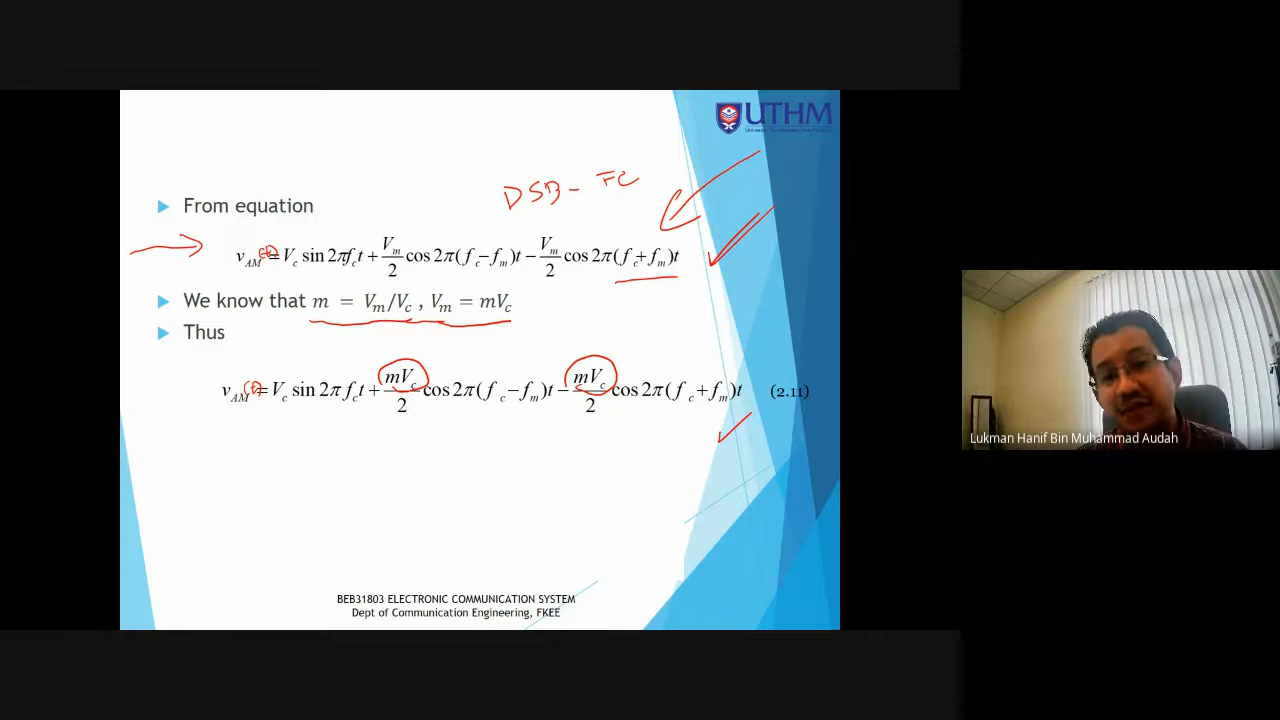 UTHM
DSB - FC
From equation
v_AM(t) = V_c sin 2πf_c t + V_m/2 cos 2π(f_c − f_m)t − V_m/2 cos 2π(f_c + f_m)t
We know that m = V_m/V_c , V_m = mV_c
Thus
v_AM(t) = V_c sin 2π f_c t + mV_c/2 cos 2π(f_c − f_m)t − mV_c/2 cos 2π(f_c + f_m)t (2.11)
Lukman Hanif Bin Muhammad Audah
BEB31803 ELECTRONIC COMMUNICATION SYSTEM
Dept of Communication Engineering, FKEE